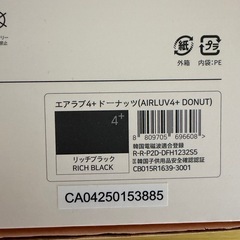 紙
外箱
プラ
内袋:PE
エアラブ4+ ドーナッツ(AIRLUV4+ DONUT)
4+
リッチブラック
RICH BLACK
8 809705 696608 >
韓国電磁波適合登録
R-R-P2D-DFH1232S5
韓国子供用品安全確認認証
CB015R1639-3001
CA04250153885